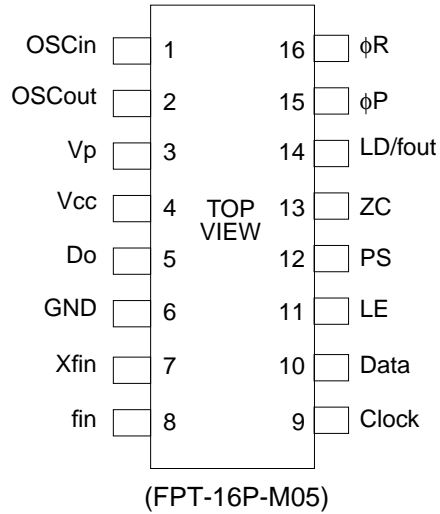 OSCin 1 16 ϕR
OSCout 2 15 ϕP
Vp 3 14 LD/fout
Vcc 4 TOP 13 ZC
VIEW
Do 5 12 PS
GND 6 11 LE
Xfin 7 10 Data
fin 8 9 Clock
(FPT-16P-M05)